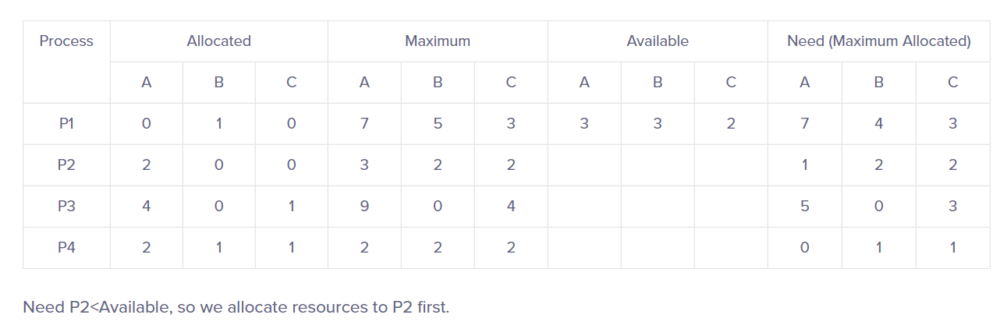 Process Allocated Maximum Available Need (Maximum Allocated)
A B C A B C A B C A B C
P1 0 1 0 7 5 3 3 3 2 7 4 3
P2 2 0 0 3 2 2 1 2 2
P3 4 0 1 9 0 4 5 0 3
P4 2 1 1 2 2 2 0 1 1
Need P2<Available, so we allocate resources to P2 first.